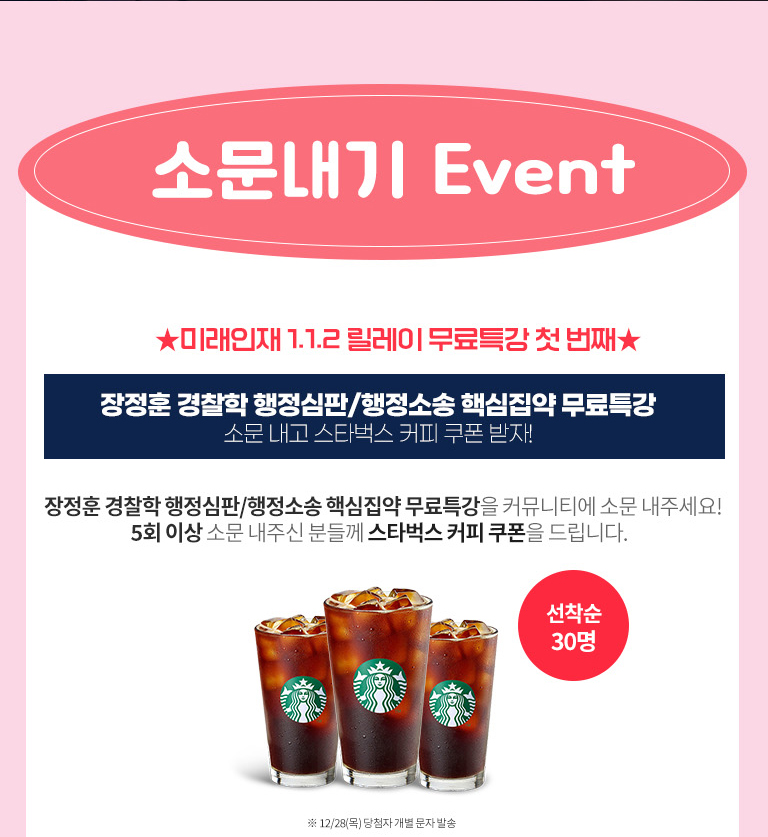 소문내기 Event
★미래인재 1.1.2 릴레이 무료특강 첫 번째★
장정훈 경찰학 행정심판/행정소송 핵심집약 무료특강
소문 내고 스타벅스 커피 쿠폰 받자!
장정훈 경찰학 행정심판/행정소송 핵심집약 무료특강을 커뮤니티에 소문 내주세요!
5회 이상 소문 내주신 분들께 스타벅스 커피 쿠폰을 드립니다.
선착순
30명
※ 12/28(목) 당첨자 개별 문자 발송